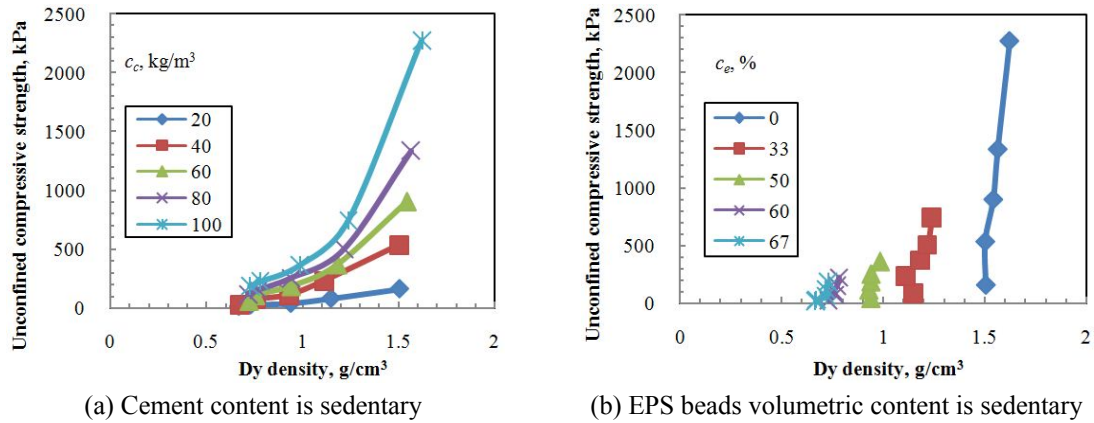 Unconfined compressive strength, kPa
2500
2000
1500
1000
500
0
c_c, kg/m³
20
40
60
80
100
0 0.5 1 1.5 2
Dy density, g/cm³
(a) Cement content is sedentary
Unconfined compressive strength, kPa
2500
2000
1500
1000
500
0
c_e, %
0
33
50
60
67
0 0.5 1 1.5 2
Dy density, g/cm³
(b) EPS beads volumetric content is sedentary